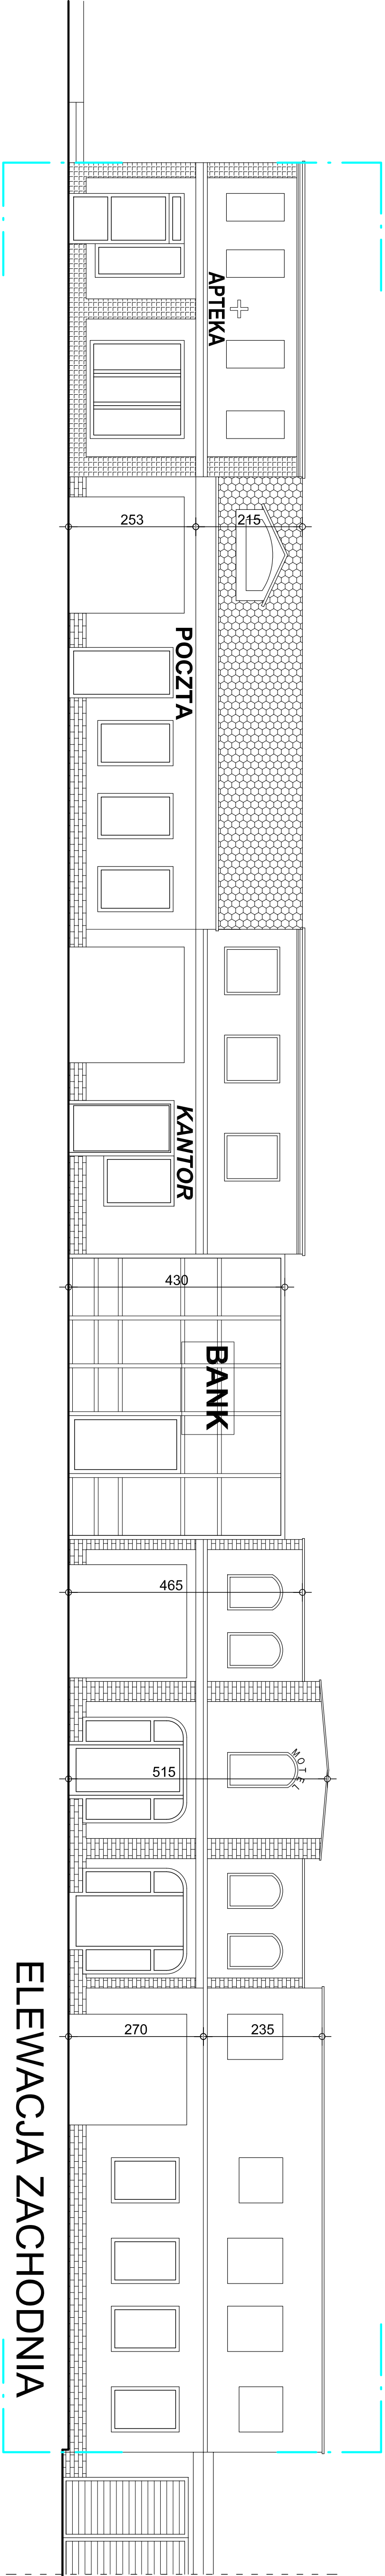 APTEKA
253
215
POCZTA
KANTOR
430
BANK
465
MOTEL
515
270
235
ELEWACJA ZACHODNIA